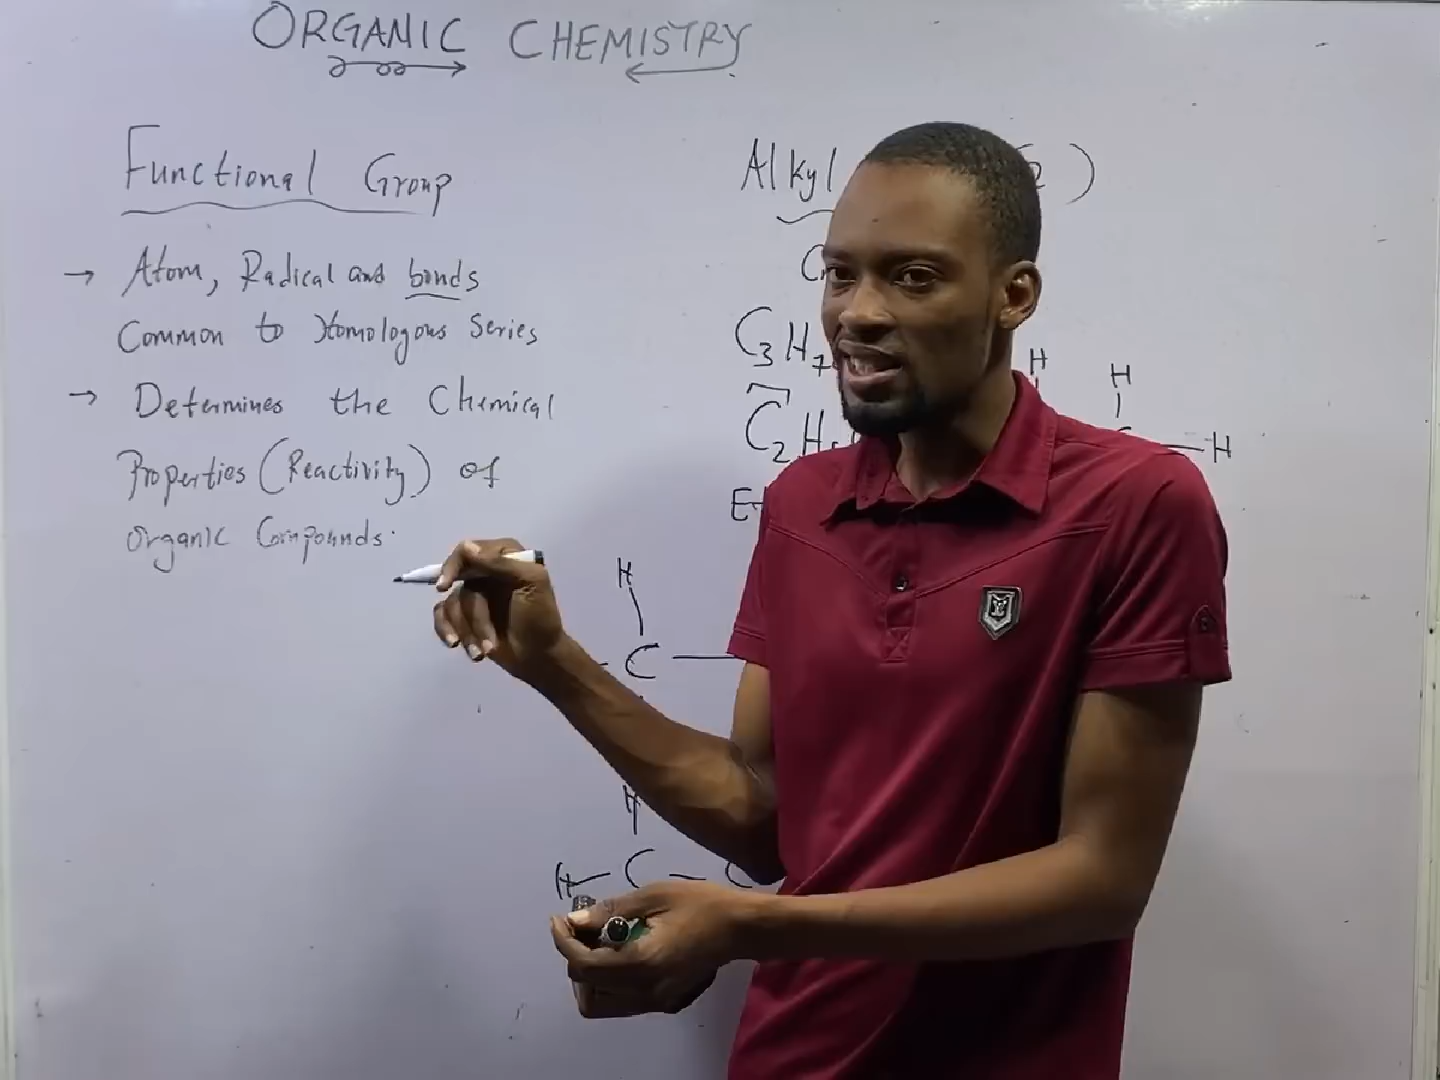 ORGANIC CHEMISTRY
Functional Group
→ Atom, Radical and bonds
Common to Homologous Series
→ Determines the Chemical
Properties (Reactivity) of
organic Compounds.
Alkyl )
C
C3H7
C2H5
H
H
H
H
C
H
H C C